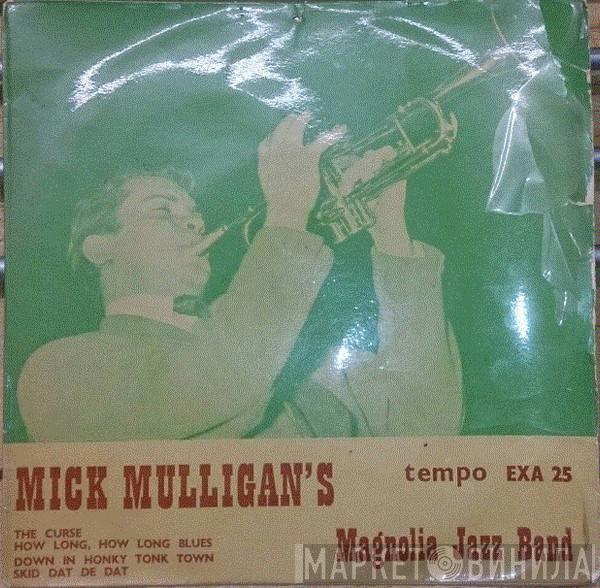 MICK MULLIGAN'S
tempo EXA 25
THE CURSE
HOW LONG, HOW LONG BLUES
DOWN IN HONKY TONK TOWN
SKID DAT DE DAT
Magnolia Jazz Band
МАРКЕТ ВИНИЛА